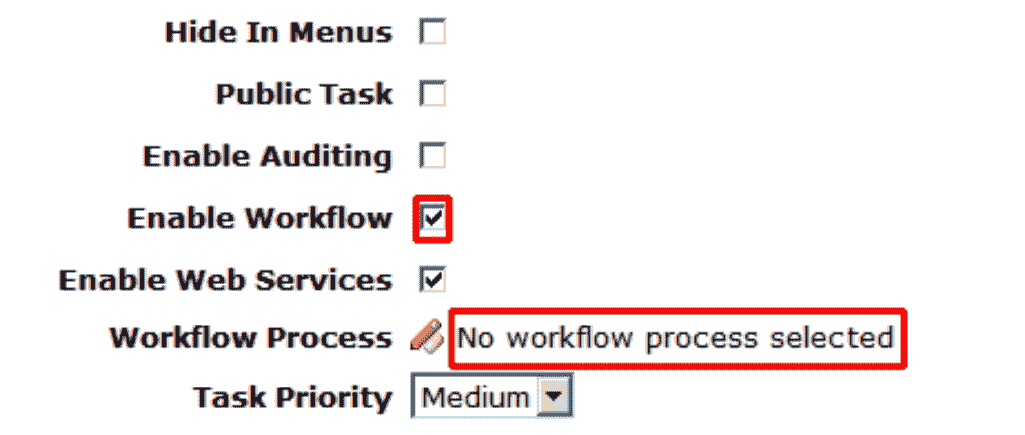 Hide In Menus
Public Task
Enable Auditing
Enable Workflow
Enable Web Services
Workflow Process No workflow process selected
Task Priority Medium